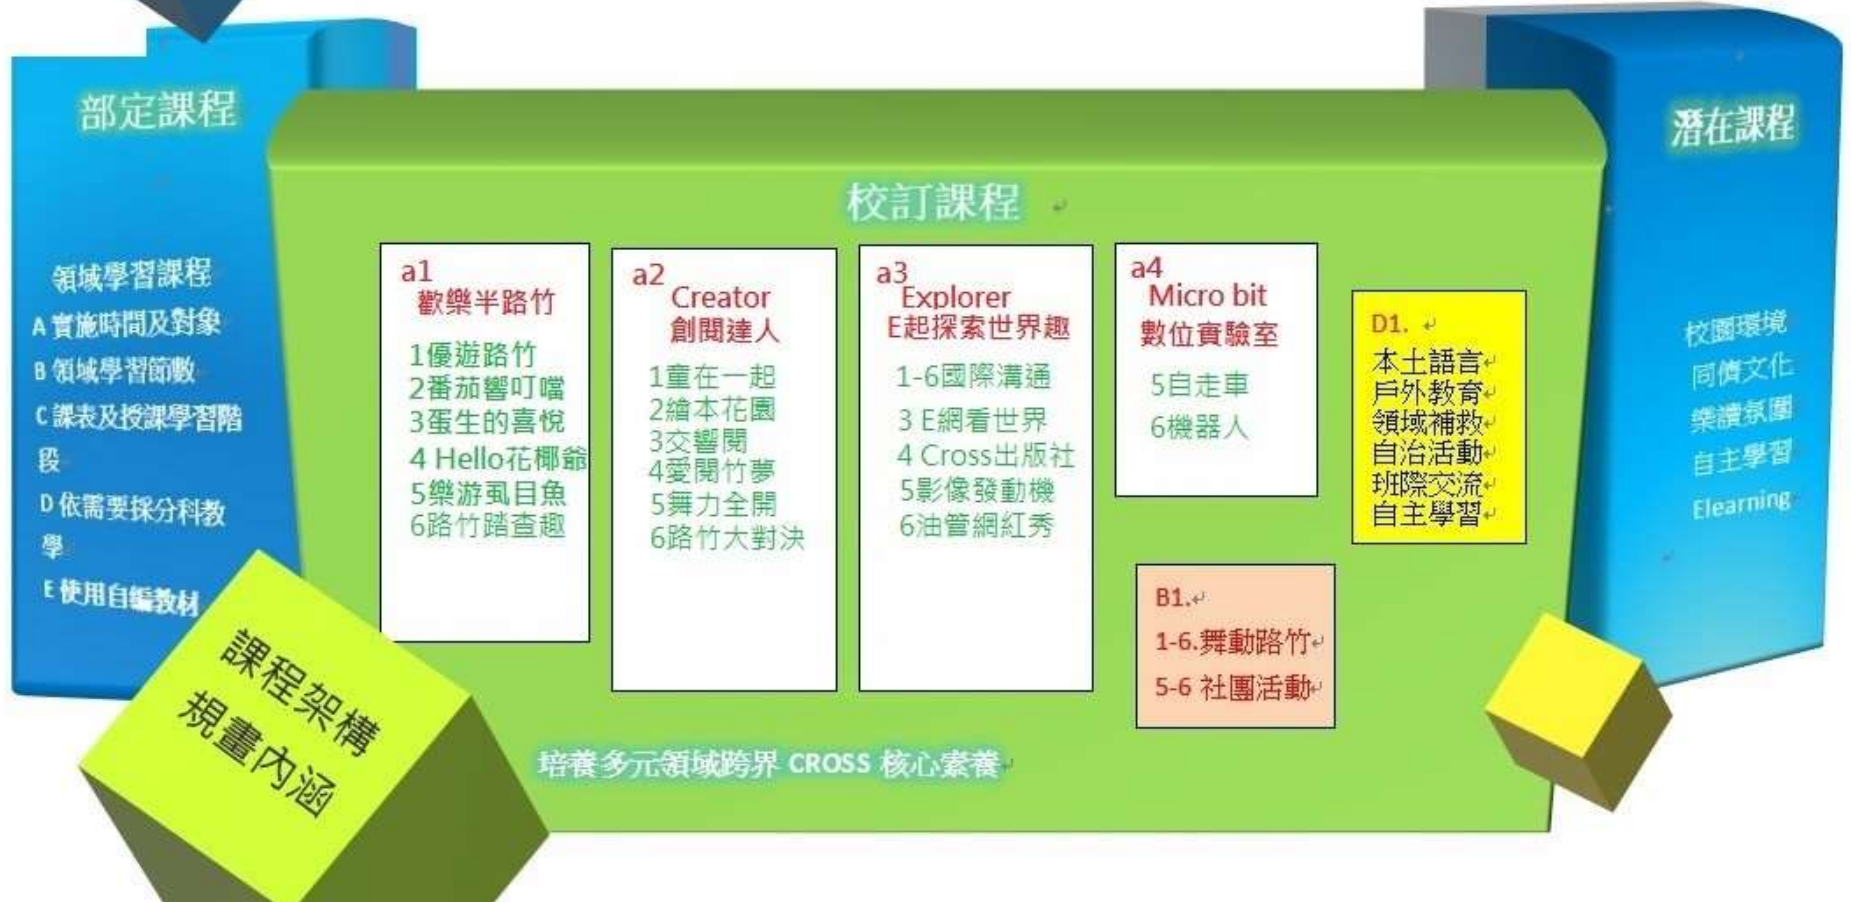 部定課程
領域學習課程
A 實施時間及對象
B 領域學習節數
C 課表及授課學習階
段
D 依需要採分科教
學
E 使用自編教材
課程架構
規畫內涵
校訂課程
a1
歡樂半路竹
1優遊路竹
2番茄響叮噹
3蛋生的喜悅
4 Hello花椰爺
5樂游虱目魚
6路竹踏查趣
a2
Creator
創閱達人
1童在一起
2繪本花園
3交響閱
4愛閱竹夢
5舞力全開
6路竹大對決
a3
Explorer
E起探索世界趣
1-6國際溝通
3 E網看世界
4 Cross出版社
5影像發動機
6油管網紅秀
a4
Micro bit
數位實驗室
5自走車
6機器人
D1.
本土語言
戶外教育
領域補救
自治活動
班際交流
自主學習
B1.
1-6.舞動路竹
5-6 社團活動
培養多元領域跨界 CROSS 核心素養
潛在課程
校園環境
同儕文化
樂讀氛圍
自主學習
Elearning